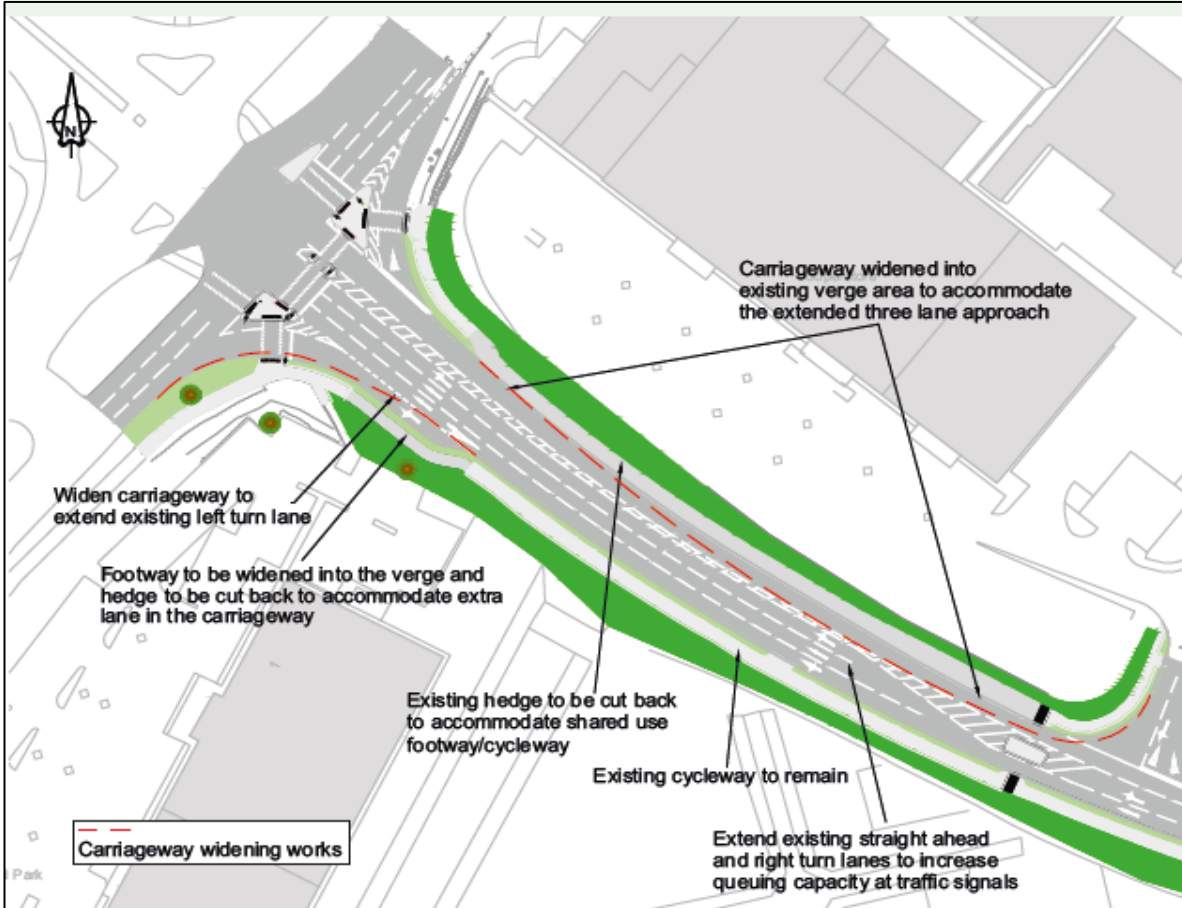 N
Carriageway widened into
existing verge area to accommodate
the extended three lane approach
Widen carriageway to
extend existing left turn lane
Footway to be widened into the verge and
hedge to be cut back to accommodate extra
lane in the carriageway
Existing hedge to be cut back
to accommodate shared use
footway/cycleway
Existing cycleway to remain
Extend existing straight ahead
and right turn lanes to increase
queuing capacity at traffic signals
Carriageway widening works
Park